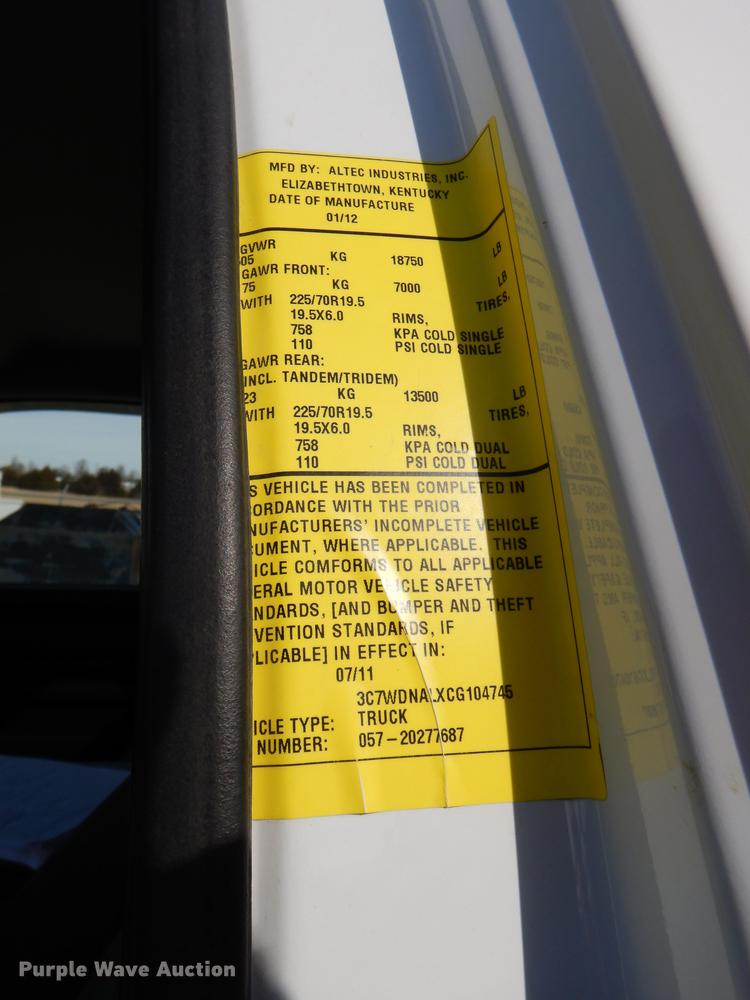 MFD BY: ALTEC INDUSTRIES, INC.
ELIZABETHTOWN, KENTUCKY
DATE OF MANUFACTURE
01/12
GVWR
05 KG 18750 LB
GAWR FRONT:
75 KG 7000 LB
WITH 225/70R19.5 TIRES,
19.5X6.0 RIMS,
758 KPA COLD SINGLE
110 PSI COLD SINGLE
GAWR REAR:
INCL. TANDEM/TRIDEM)
23 KG 13500 LB
WITH 225/70R19.5 TIRES,
19.5X6.0 RIMS,
758 KPA COLD DUAL
110 PSI COLD DUAL
S VEHICLE HAS BEEN COMPLETED IN
ORDANCE WITH THE PRIOR
NUFACTURERS' INCOMPLETE VEHICLE
UMENT, WHERE APPLICABLE. THIS
ICLE COMFORMS TO ALL APPLICABLE
ERAL MOTOR VEHICLE SAFETY
NDARDS, [AND BUMPER AND THEFT
VENTION STANDARDS, IF
LICABLE] IN EFFECT IN:
07/11
3C7WDNALXCG104745
ICLE TYPE: TRUCK
NUMBER: 057-20277687
Purple Wave Auction